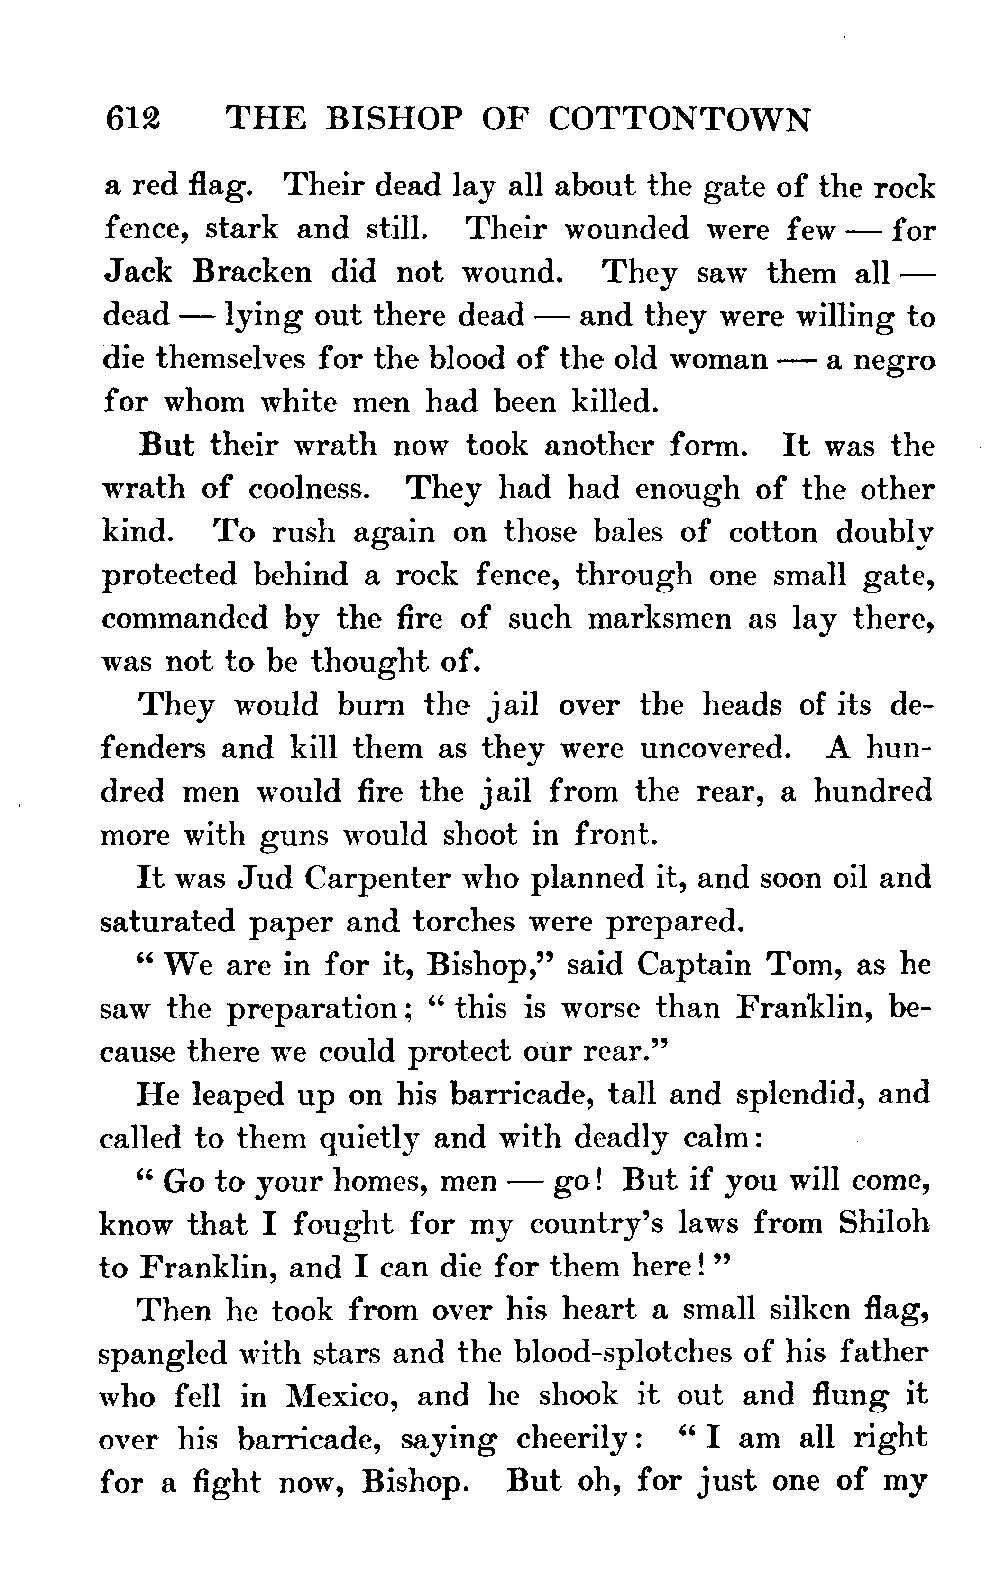 612 THE BISHOP OF COTTONTOWN
a red flag. Their dead lay all about the gate of the rock
fence, stark and still. Their wounded were few — for
Jack Bracken did not wound. They saw them all —
dead — lying out there dead — and they were willing to
die themselves for the blood of the old woman — a negro
for whom white men had been killed.
But their wrath now took another form. It was the
wrath of coolness. They had had enough of the other
kind. To rush again on those bales of cotton doubly
protected behind a rock fence, through one small gate,
commanded by the fire of such marksmen as lay there,
was not to be thought of.
They would burn the jail over the heads of its de-
fenders and kill them as they were uncovered. A hun-
dred men would fire the jail from the rear, a hundred
more with guns would shoot in front.
It was Jud Carpenter who planned it, and soon oil and
saturated paper and torches were prepared.
“ We are in for it, Bishop,” said Captain Tom, as he
saw the preparation; “ this is worse than Franklin, be-
cause there we could protect our rear.”
He leaped up on his barricade, tall and splendid, and
called to them quietly and with deadly calm:
“ Go to your homes, men — go! But if you will come,
know that I fought for my country’s laws from Shiloh
to Franklin, and I can die for them here! ”
Then he took from over his heart a small silken flag,
spangled with stars and the blood-splotches of his father
who fell in Mexico, and he shook it out and flung it
over his barricade, saying cheerily: “ I am all right
for a fight now, Bishop. But oh, for just one of my